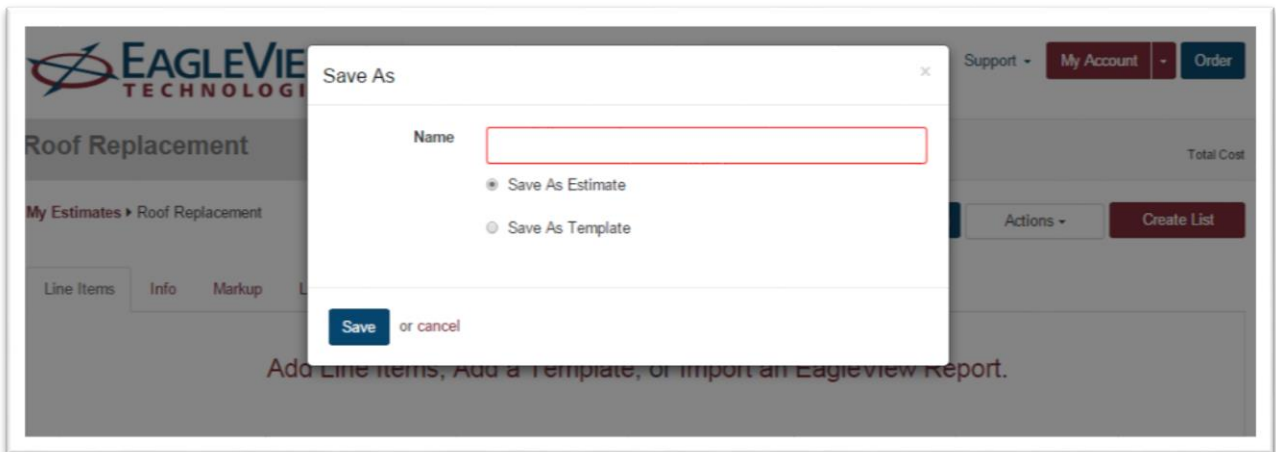 EAGLEVIE
TECHNOLOGI
Support
My Account
Order
Roof Replacement
Total Cost
My Estimates Roof Replacement
Actions
Create List
Line Items Info Markup L
Save As
×
Name
Save As Estimate
Save As Template
Save or cancel
Add Line Items, Add a Template, or Import an EagleView Report.